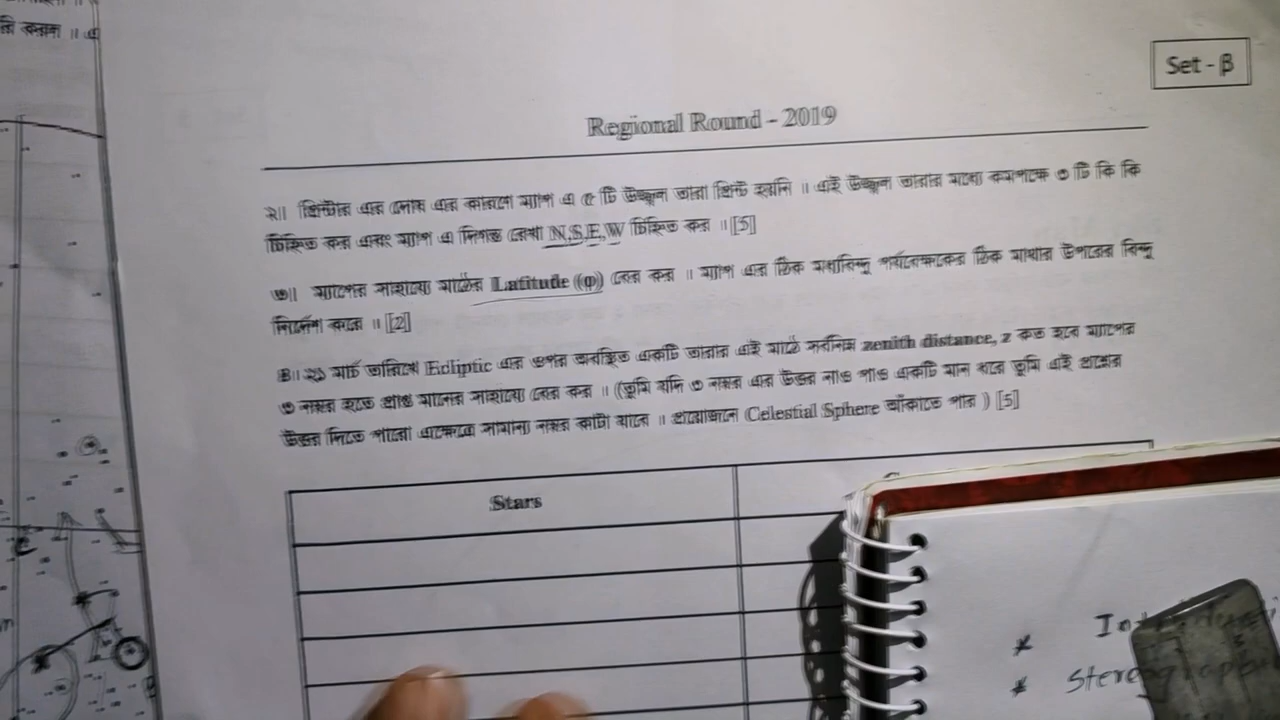 Set - β
Regional Round - 2019
২॥ প্রিন্টার এর দোষ এর কারণে ম্যাপ এ ৫ টি উজ্জ্বল তারা প্রিন্ট হয়নি ॥ এই উজ্জ্বল তারার মধ্যে কমপক্ষে ৩ টি কি কি
চিহ্নিত কর এবং ম্যাপ এ দিগন্ত রেখা N,S,E,W চিহ্নিত কর ॥ [5]
৩॥ ম্যাপের সাহায্যে মাঠের Latitude (φ) বের কর ॥ ম্যাপ এর ঠিক মধ্যবিন্দু পর্যবেক্ষকের ঠিক মাথার উপরের বিন্দু
নির্দেশ করে ॥ [2]
৪॥ ২১ মার্চ তারিখে Ecliptic এর ওপর অবস্থিত একটি তারার এই মাঠে সর্বনিম্ন zenith distance, z কত হবে ম্যাপের
৩ নম্বর হতে প্রাপ্ত মানের সাহায্যে বের কর ॥ (তুমি যদি ৩ নম্বর এর উত্তর নাও পাও একটি মান ধরে তুমি এই প্রশ্নের
উত্তর দিতে পারো এক্ষেত্রে সামান্য নম্বর কাটা যাবে ॥ প্রয়োজনে Celestial Sphere আঁকাতে পার ) [5]
Stars
*
*